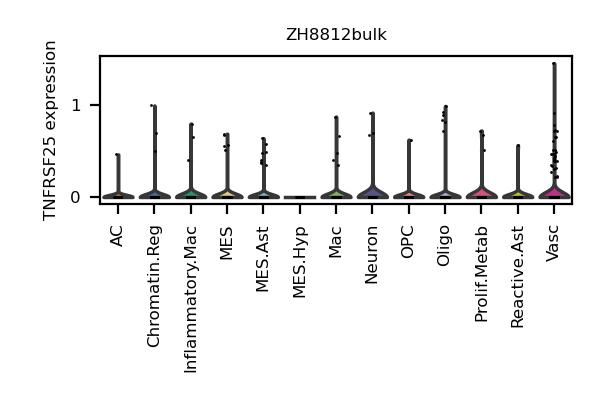 ZH8812bulk
TNFRSF25 expression
1
0
AC
Chromatin.Reg
Inflammatory.Mac
MES
MES.Ast
MES.Hyp
Mac
Neuron
OPC
Oligo
Prolif.Metab
Reactive.Ast
Vasc